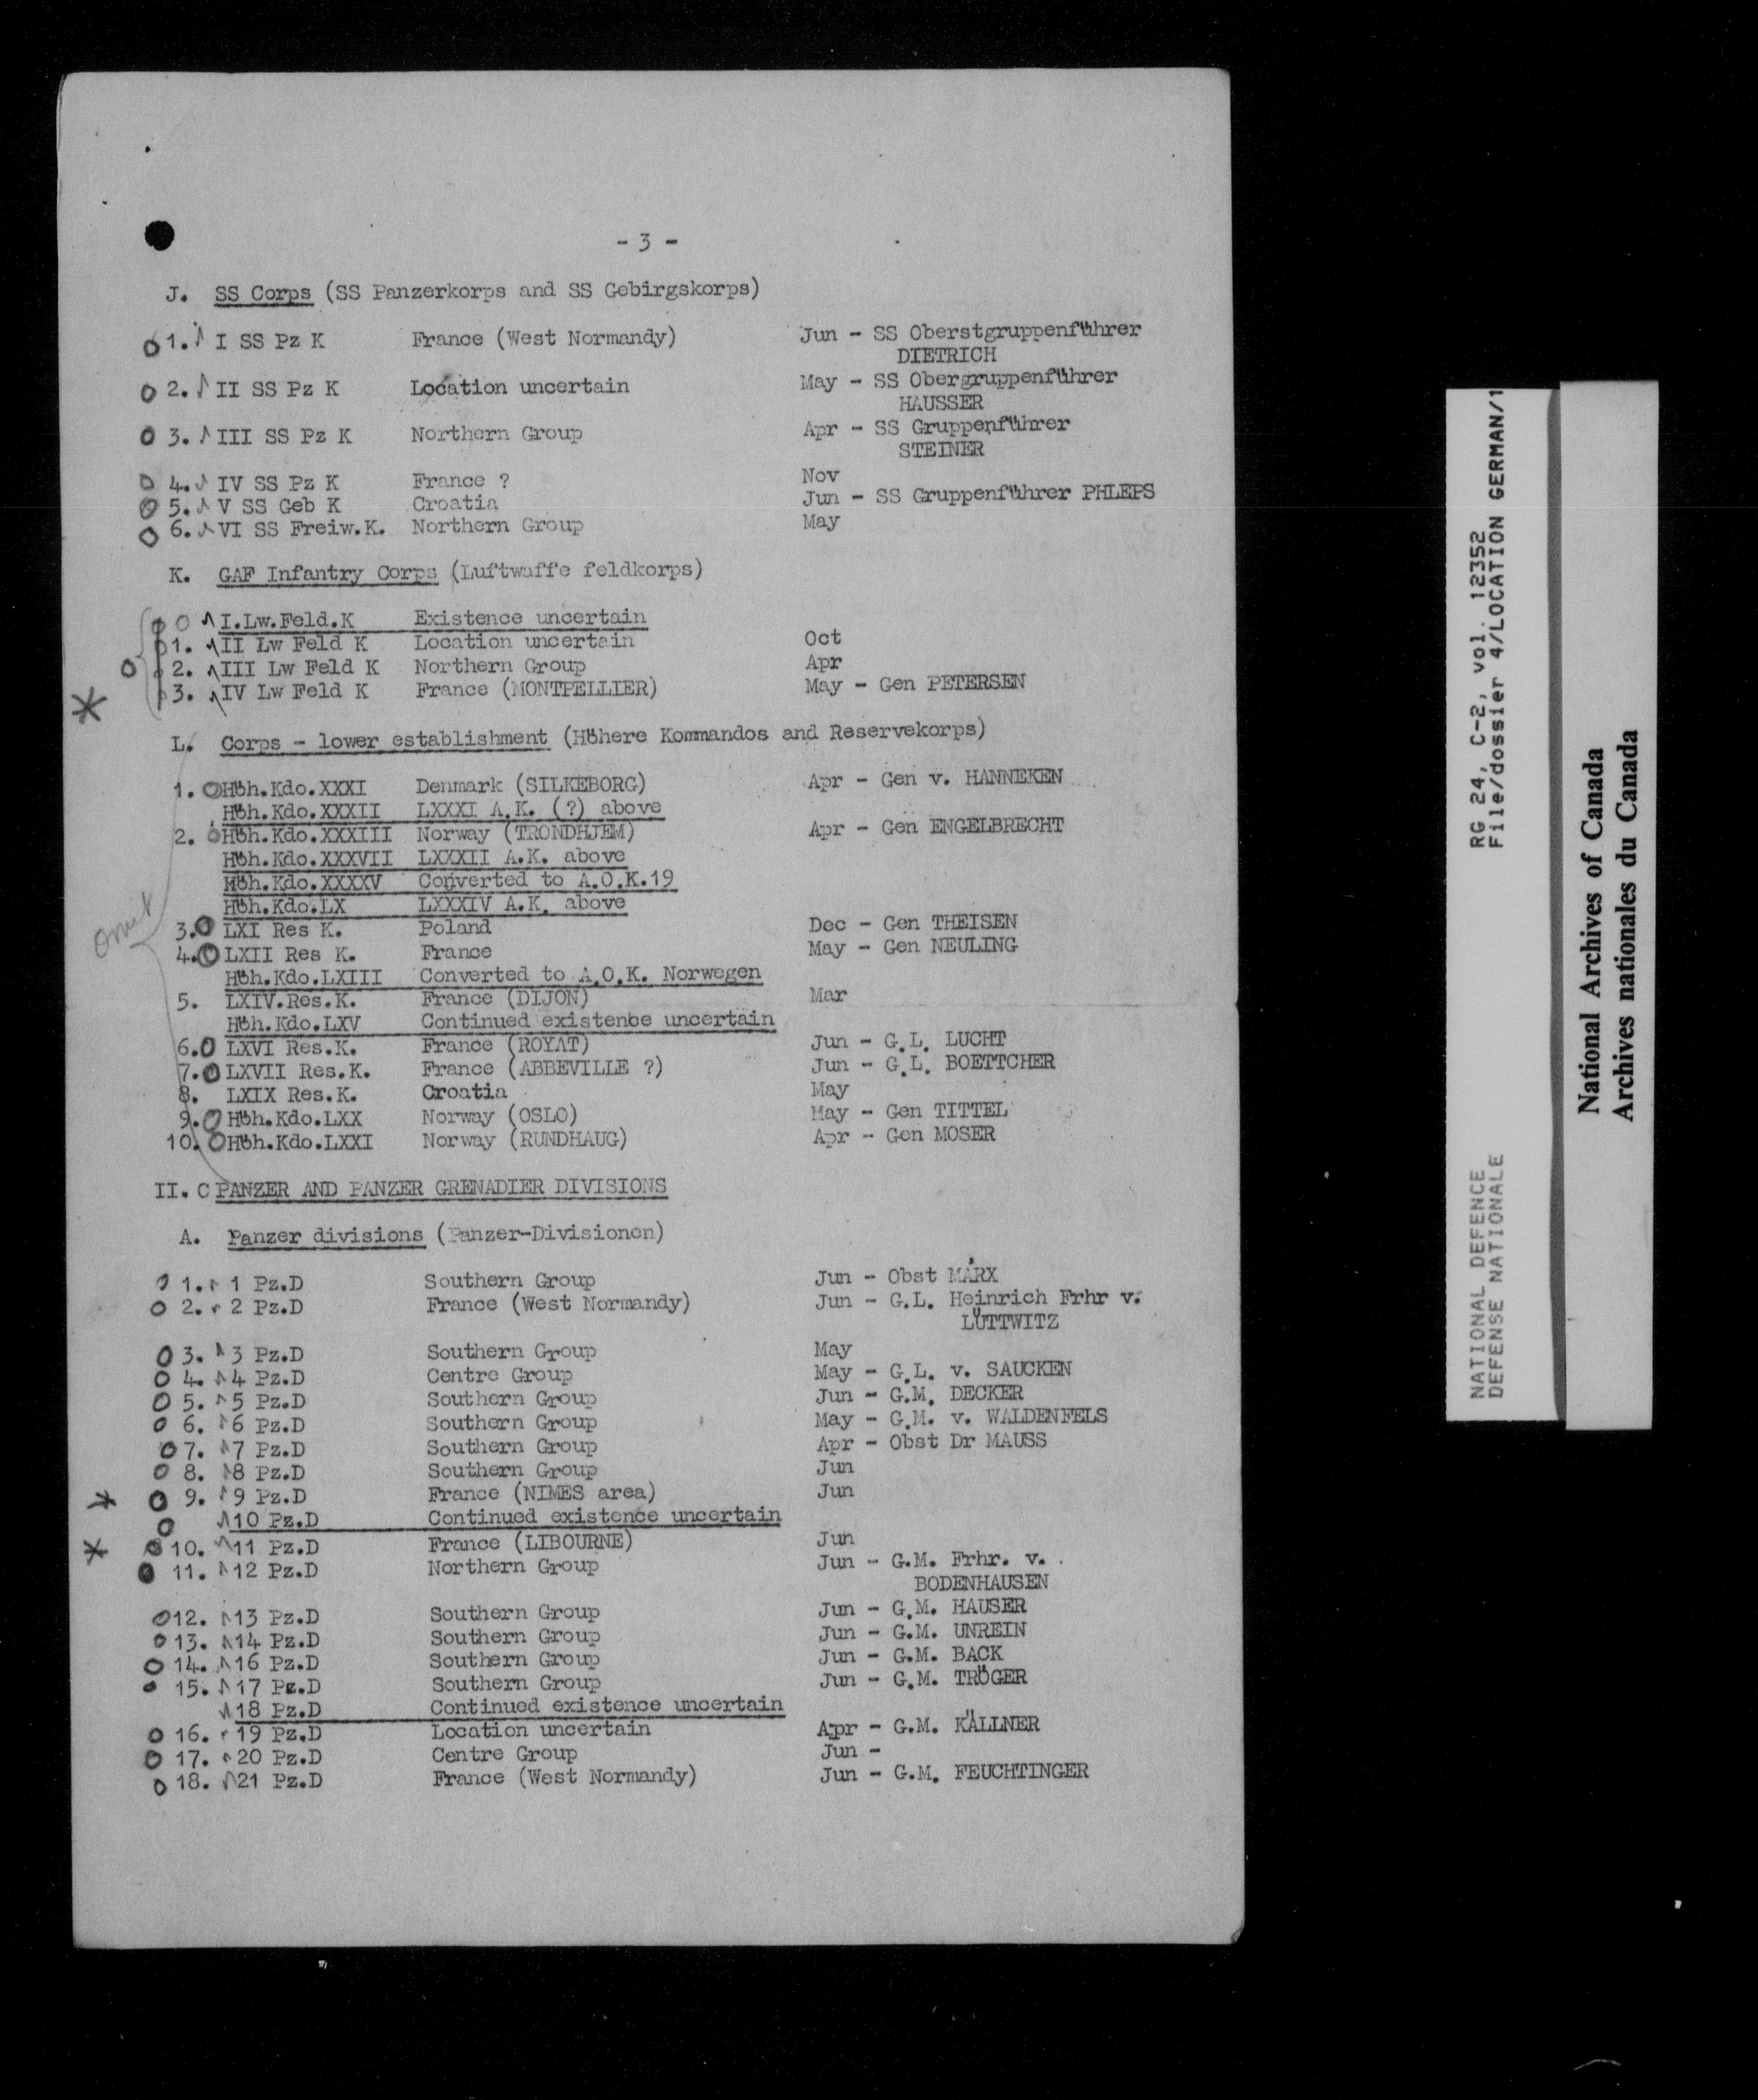 - 3 -
J. SS Corps (SS Panzerkorps and SS Gebirgskorps)
1. I SS Pz K France (West Normandy) Jun - SS Oberstgruppenführer
DIETRICH
2. II SS Pz K Location uncertain May - SS Obergruppenführer
HAUSSER
3. III SS Pz K Northern Group Apr - SS Gruppenführer
STEINER
4. IV SS Pz K France ? Nov
5. V SS Geb K Croatia Jun - SS Gruppenführer PHLEPS
6. VI SS Freiw.K. Northern Group May
K. GAF Infantry Corps (Luftwaffe feldkorps)
I.Lw.Feld.K Existence uncertain
1. II Lw Feld K Location uncertain Oct
2. III Lw Feld K Northern Group Apr
3. IV Lw Feld K France (MONTPELLIER) May - Gen PETERSEN
L. Corps - lower establishment (Höhere Kommandos and Reservekorps)
1. Höh.Kdo.XXXI Denmark (SILKEBORG) Apr - Gen v. HANNEKEN
Höh.Kdo.XXXII LXXXI A.K. (?) above
2. Höh.Kdo.XXXIII Norway (TRONDHJEM) Apr - Gen ENGELBRECHT
Höh.Kdo.XXXVII LXXXII A.K. above
Höh.Kdo.XXXXV Converted to A.O.K.19
Höh.Kdo.LX LXXXIV A.K. above
omit
3. LXI Res K. Poland Dec - Gen THEISEN
4. LXII Res K. France May - Gen NEULING
Höh.Kdo.LXIII Converted to A.O.K. Norwegen
5. LXIV.Res.K. France (DIJON) Mar
Höh.Kdo.LXV Continued existence uncertain
6. LXVI Res.K. France (ROYAT) Jun - G.L. LUCHT
7. LXVII Res.K. France (ABBEVILLE ?) Jun - G.L. BOETTCHER
8. LXIX Res.K. Croatia May
9. Höh.Kdo.LXX Norway (OSLO) May - Gen TITTEL
10. Höh.Kdo.LXXI Norway (RUNDHAUG) Apr - Gen MOSER
II. C PANZER AND PANZER GRENADIER DIVISIONS
A. Panzer divisions (Panzer-Divisionen)
1. 1 Pz.D Southern Group Jun - Obst MARX
2. 2 Pz.D France (West Normandy) Jun - G.L. Heinrich Frhr v.
LÜTTWITZ
3. 3 Pz.D Southern Group May
4. 4 Pz.D Centre Group May - G.L. v. SAUCKEN
5. 5 Pz.D Southern Group Jun - G.M. DECKER
6. 6 Pz.D Southern Group May - G.M. v. WALDENFELS
7. 7 Pz.D Southern Group Apr - Obst Dr MAUSS
8. 8 Pz.D Southern Group Jun
9. 9 Pz.D France (NIMES area) Jun
10 Pz.D Continued existence uncertain
10. 11 Pz.D France (LIBOURNE) Jun
11. 12 Pz.D Northern Group Jun - G.M. Frhr. v.
BODENHAUSEN
12. 13 Pz.D Southern Group Jun - G.M. HAUSER
13. 14 Pz.D Southern Group Jun - G.M. UNREIN
14. 16 Pz.D Southern Group Jun - G.M. BACK
15. 17 Pz.D Southern Group Jun - G.M. TRÖGER
18 Pz.D Continued existence uncertain
16. 19 Pz.D Location uncertain Apr - G.M. KÄLLNER
17. 20 Pz.D Centre Group Jun -
18. 21 Pz.D France (West Normandy) Jun - G.M. FEUCHTINGER
RG 24, C-2, vol. 12352
File/dossier 4/LOCATION GERMAN/1
NATIONAL DEFENCE
DEFENSE NATIONALE
National Archives of Canada
Archives nationales du Canada